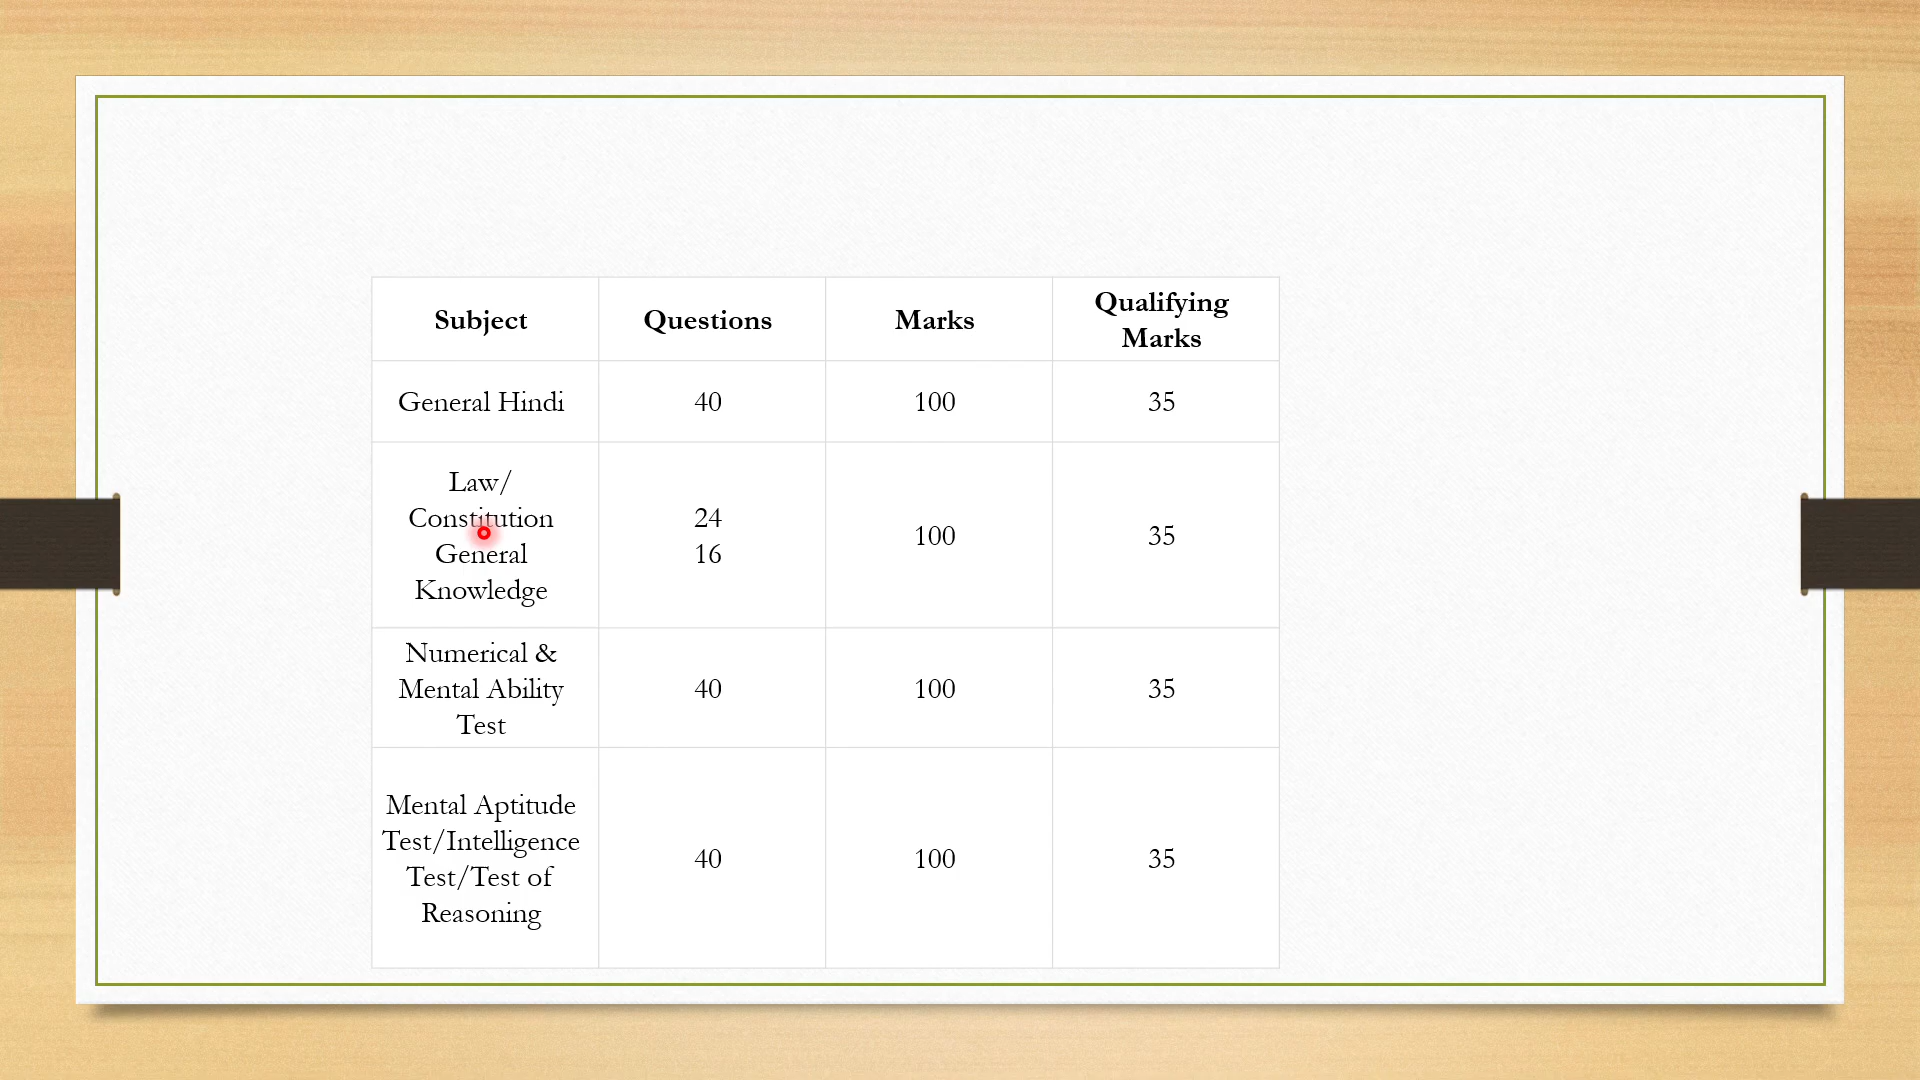 Subject Questions Marks Qualifying Marks
General Hindi 40 100 35
Law/
Constitution 24
General 16 100 35
Knowledge
Numerical &
Mental Ability 40 100 35
Test
Mental Aptitude
Test/Intelligence 40 100 35
Test/Test of
Reasoning